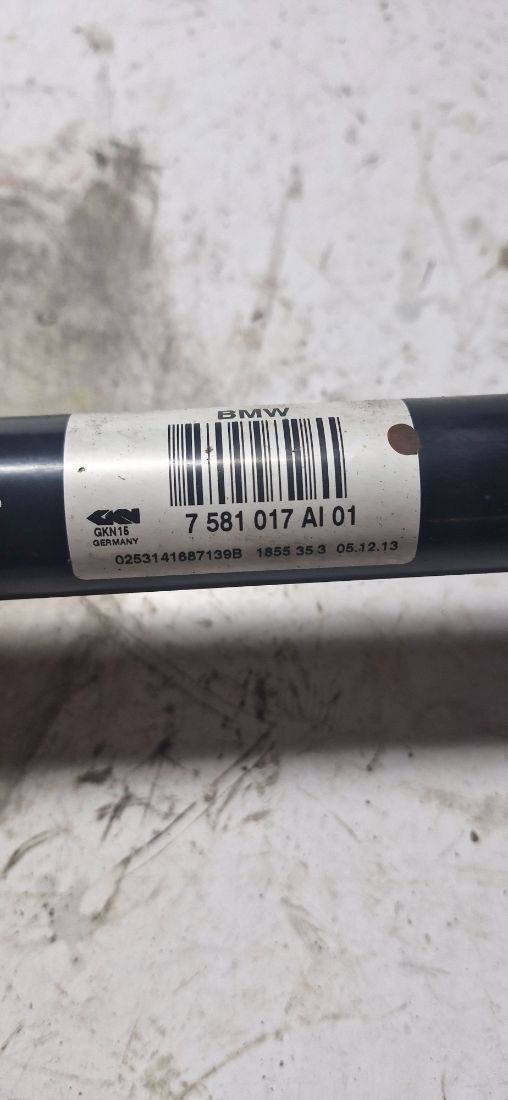 BMW
7 581 017 AI 01
GKN
GKN15
GERMANY
0253141687139B 1855 35 3 05.12.13